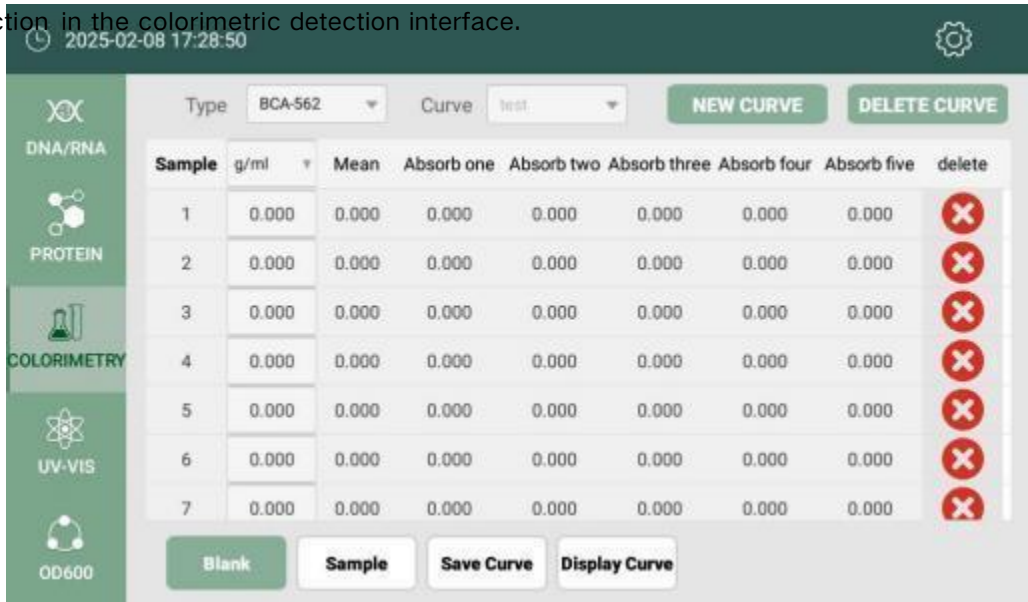 ction in the colorimetric detection interface.
2025-02-08 17:28:50
Type BCA-562 Curve test NEW CURVE DELETE CURVE
DNA/RNA
PROTEIN
COLORIMETRY
UV-VIS
OD600
Sample g/ml Mean Absorb one Absorb two Absorb three Absorb four Absorb five delete
1 0.000 0.000 0.000 0.000 0.000 0.000 0.000
2 0.000 0.000 0.000 0.000 0.000 0.000 0.000
3 0.000 0.000 0.000 0.000 0.000 0.000 0.000
4 0.000 0.000 0.000 0.000 0.000 0.000 0.000
5 0.000 0.000 0.000 0.000 0.000 0.000 0.000
6 0.000 0.000 0.000 0.000 0.000 0.000 0.000
7 0.000 0.000 0.000 0.000 0.000 0.000 0.000
Blank Sample Save Curve Display Curve